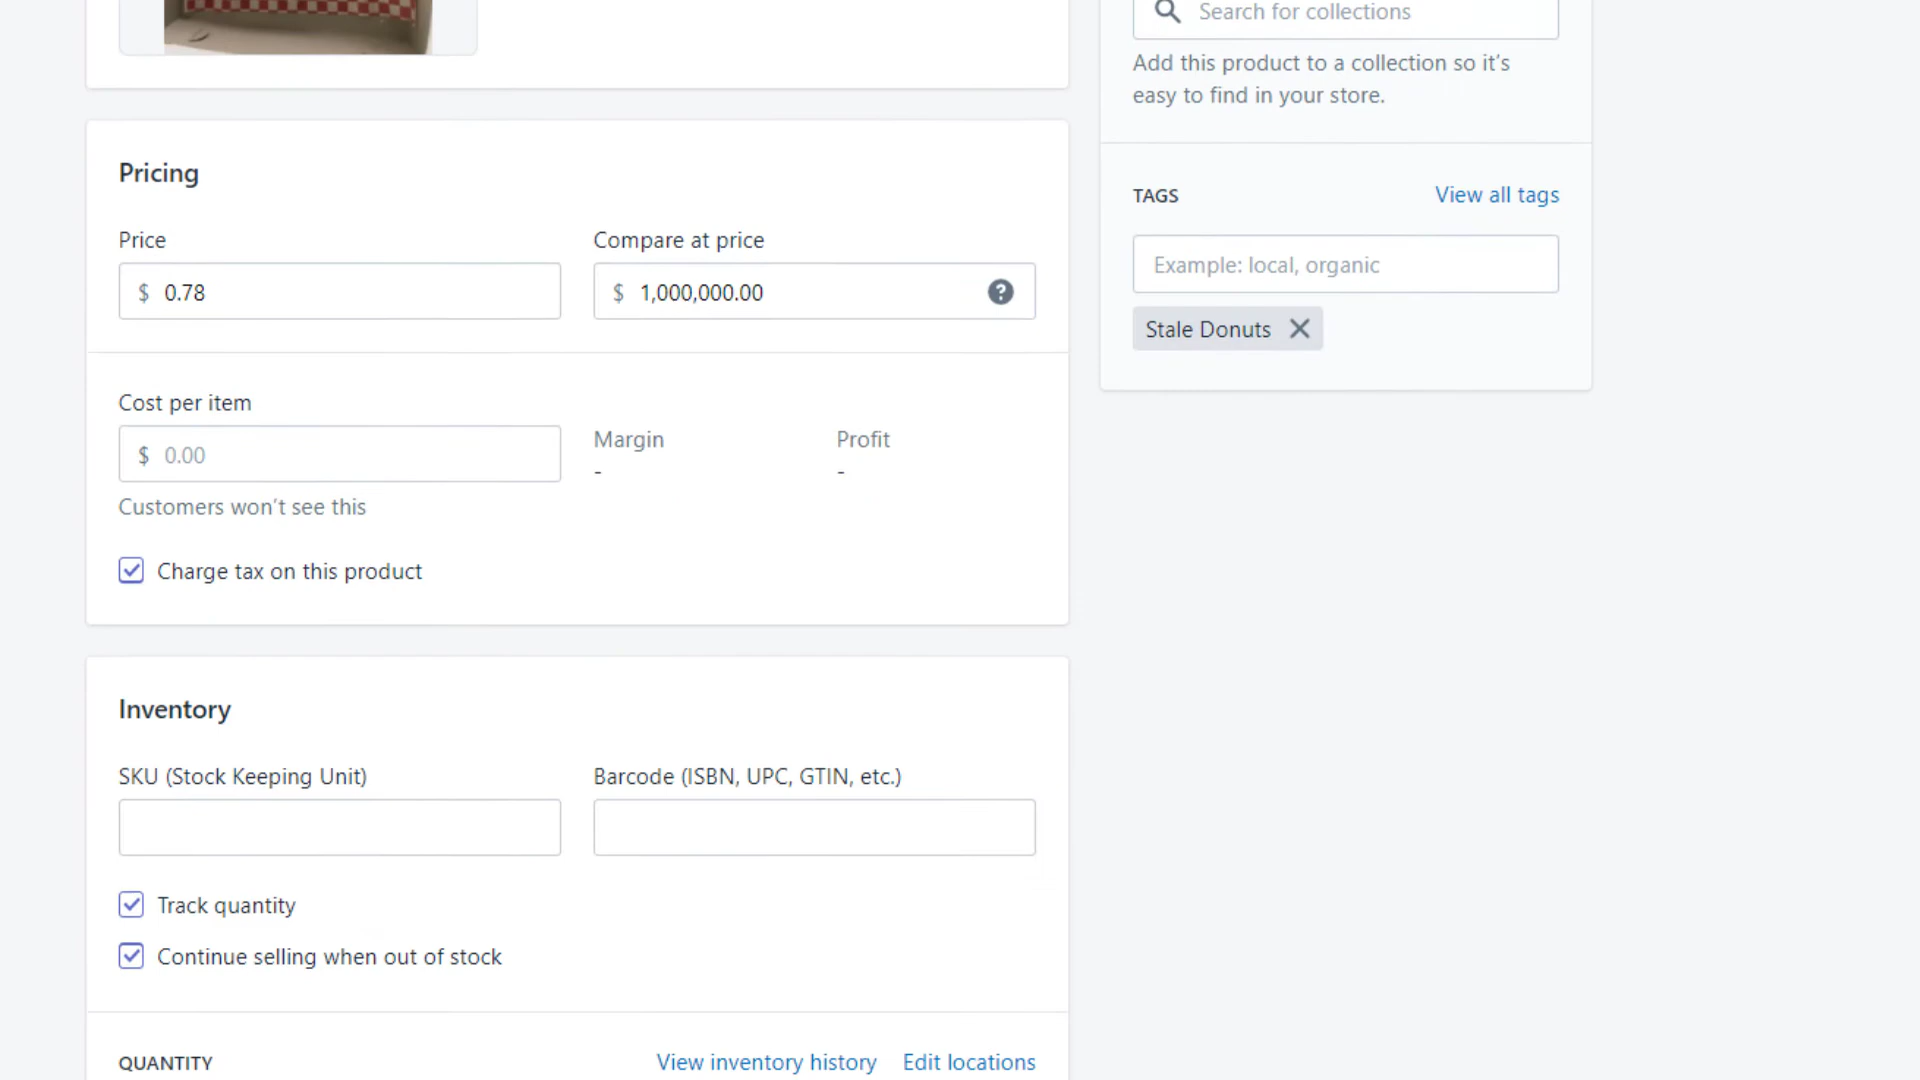 Search for collections
Add this product to a collection so it's
easy to find in your store.
Pricing
Price
Compare at price
$ 0.78
$ 1,000,000.00
Cost per item
$ 0.00
Margin
-
Profit
-
Customers won't see this
Charge tax on this product
TAGS
View all tags
Example: local, organic
Stale Donuts
Inventory
SKU (Stock Keeping Unit)
Barcode (ISBN, UPC, GTIN, etc.)
Track quantity
Continue selling when out of stock
QUANTITY
View inventory history
Edit locations